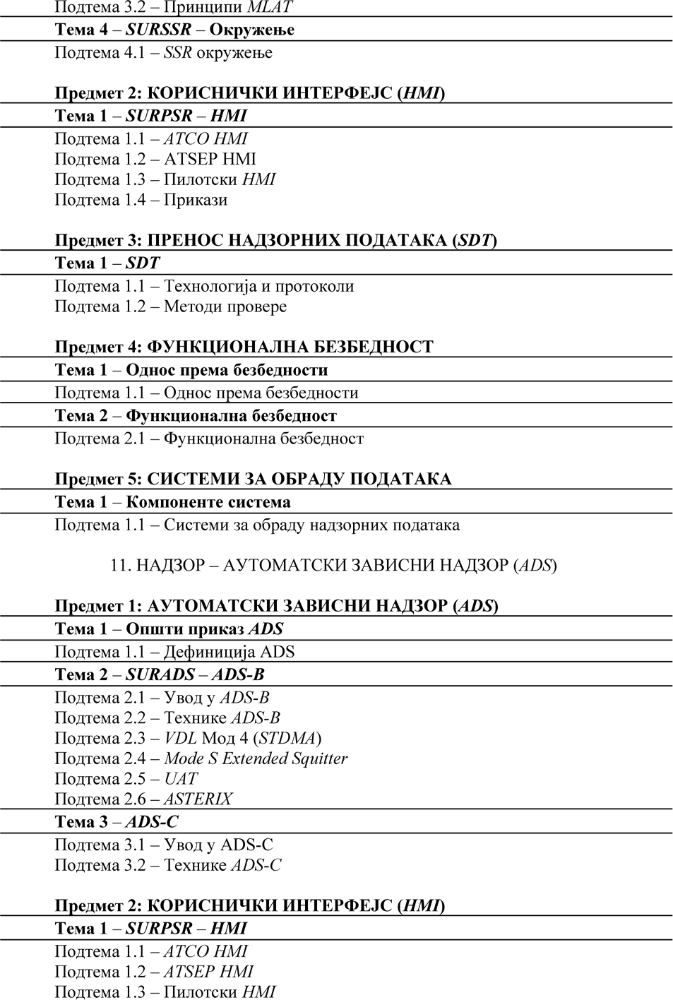 Подтема 3.2 – Принципи MLAT
Тема 4 – SURSSR – Окружење
Подтема 4.1 – SSR окружење
Предмет 2: КОРИСНИЧКИ ИНТЕРФЕЈС (HMI)
Тема 1 – SURPSR – HMI
Подтема 1.1 – ATCO HMI
Подтема 1.2 – ATSEP HMI
Подтема 1.3 – Пилотски HMI
Подтема 1.4 – Прикази
Предмет 3: ПРЕНОС НАДЗОРНИХ ПОДАТАКА (SDT)
Тема 1 – SDT
Подтема 1.1 – Технологија и протоколи
Подтема 1.2 – Методи провере
Предмет 4: ФУНКЦИОНАЛНА БЕЗБЕДНОСТ
Тема 1 – Однос према безбедности
Подтема 1.1 – Однос према безбедности
Тема 2 – Функционална безбедност
Подтема 2.1 – Функционална безбедност
Предмет 5: СИСТЕМИ ЗА ОБРАДУ ПОДАТАКА
Тема 1 – Компоненте система
Подтема 1.1 – Системи за обраду надзорних података
11. НАДЗОР – АУТОМАТСКИ ЗАВИСНИ НАДЗОР (ADS)
Предмет 1: АУТОМАТСКИ ЗАВИСНИ НАДЗОР (ADS)
Тема 1 – Општи приказ ADS
Подтема 1.1 – Дефиниција ADS
Тема 2 – SURADS – ADS-B
Подтема 2.1 – Увод у ADS-B
Подтема 2.2 – Технике ADS-B
Подтема 2.3 – VDL Мод 4 (STDMA)
Подтема 2.4 – Mode S Extended Squitter
Подтема 2.5 – UAT
Подтема 2.6 – ASTERIX
Тема 3 – ADS-C
Подтема 3.1 – Увод у ADS-C
Подтема 3.2 – Технике ADS-C
Предмет 2: КОРИСНИЧКИ ИНТЕРФЕЈС (HMI)
Тема 1 – SURPSR – HMI
Подтема 1.1 – ATCO HMI
Подтема 1.2 – ATSEP HMI
Подтема 1.3 – Пилотски HMI